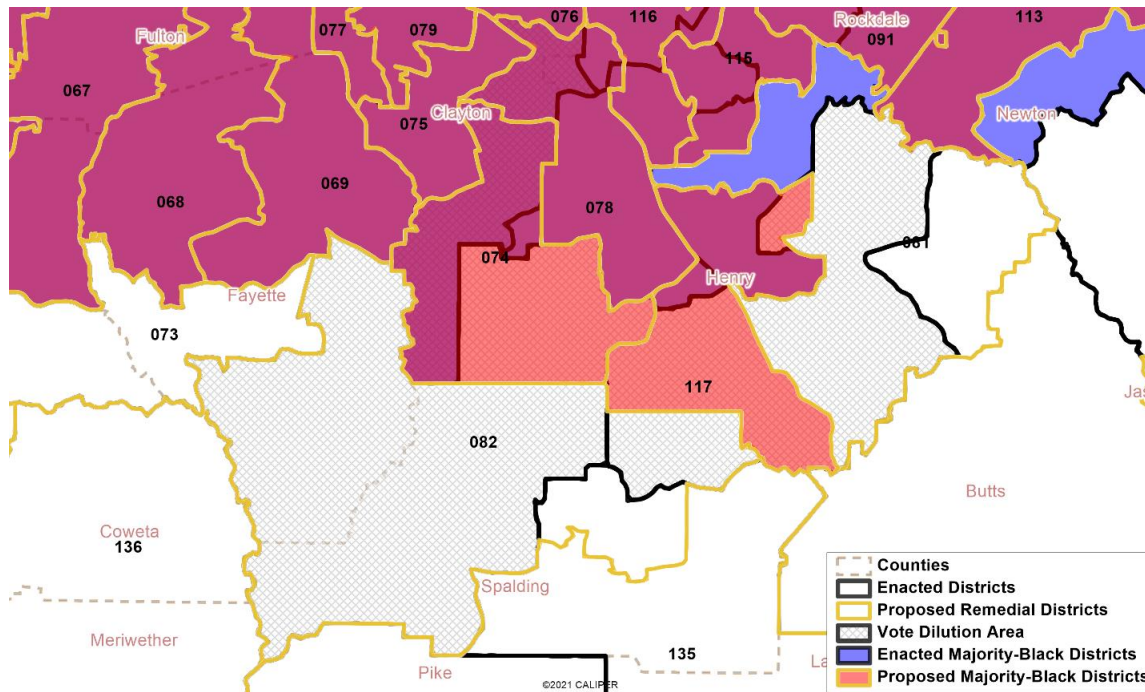 076
116
Rockdale
113
Fulton
077
079
091
115
067
Newton
Clayton
075
068
069
078
081
074
Henry
Fayette
073
117
Jas
082
Butts
Coweta
136
Spalding
Meriwether
135
La
Pike
©2021 CALIPER
Counties
Enacted Districts
Proposed Remedial Districts
Vote Dilution Area
Enacted Majority-Black Districts
Proposed Majority-Black Districts